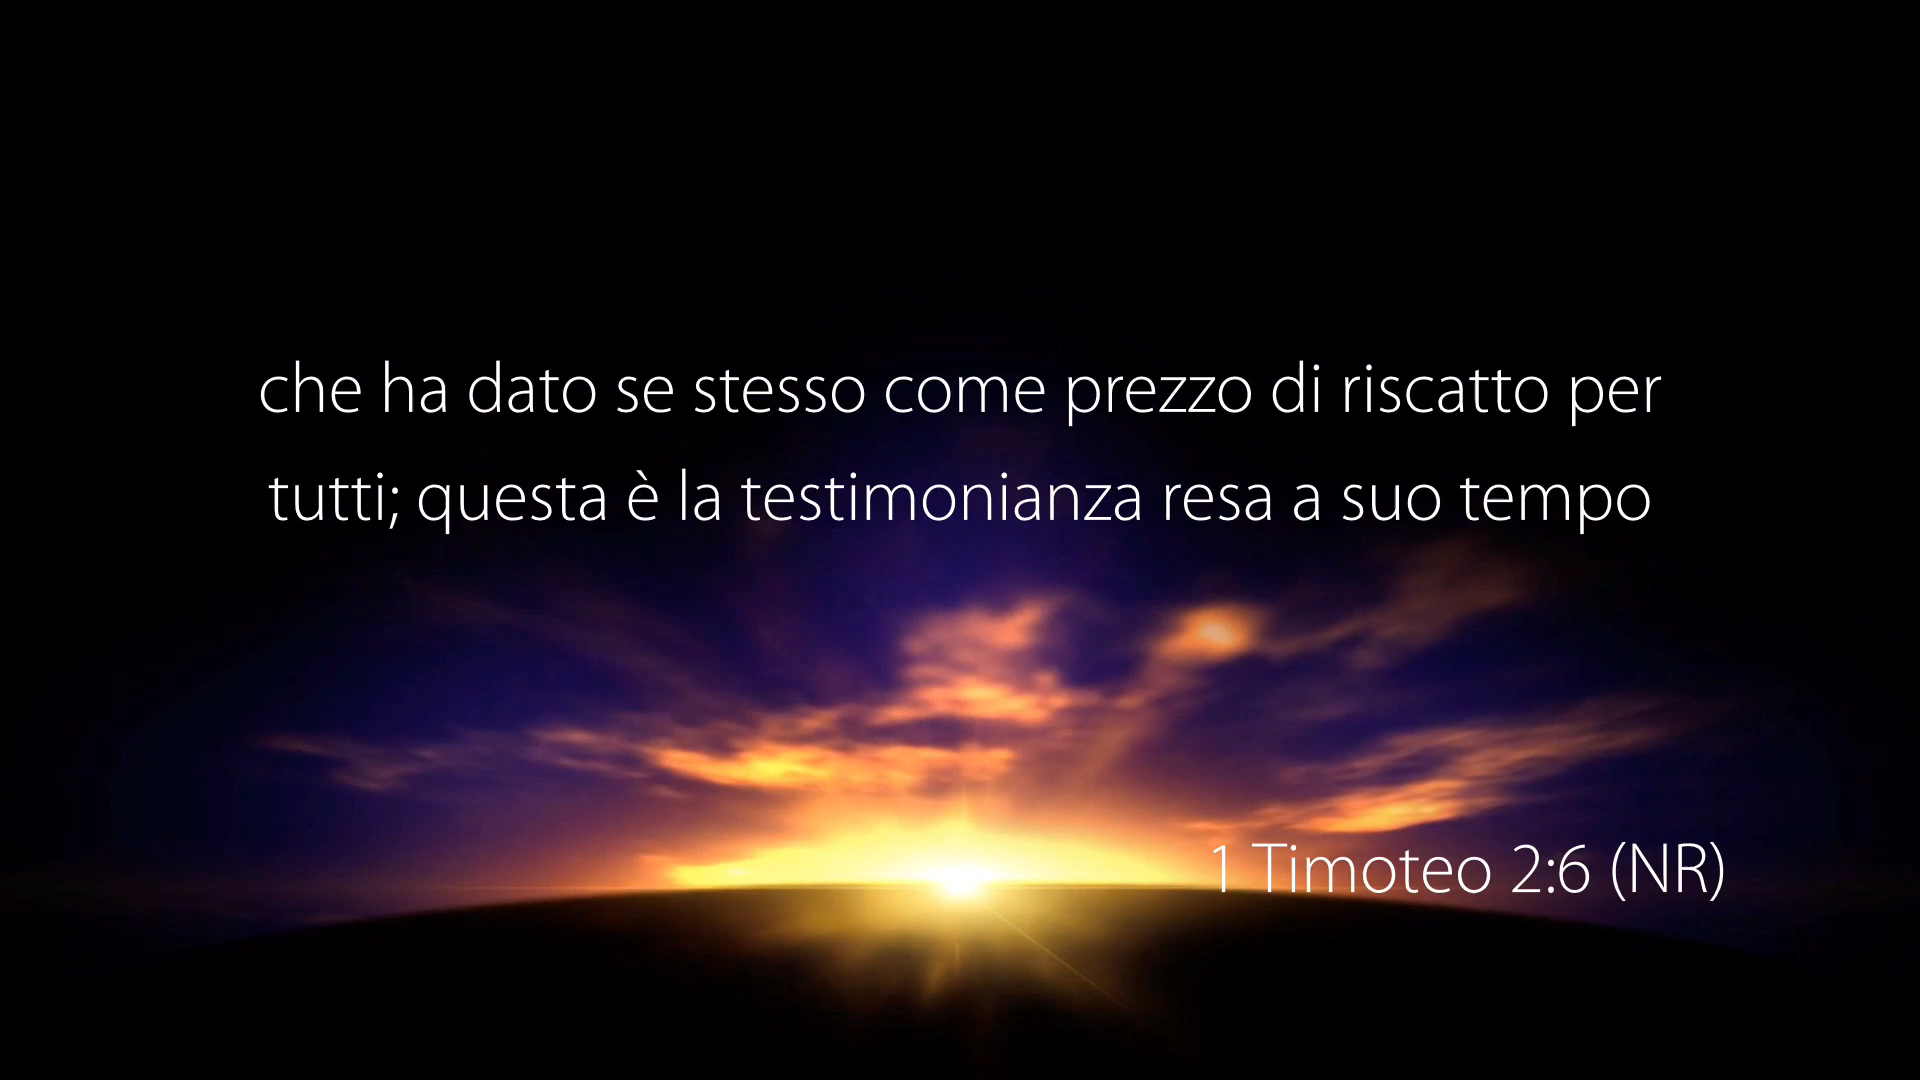 che ha dato se stesso come prezzo di riscatto per
tutti; questa è la testimonianza resa a suo tempo
1 Timoteo 2:6 (NR)